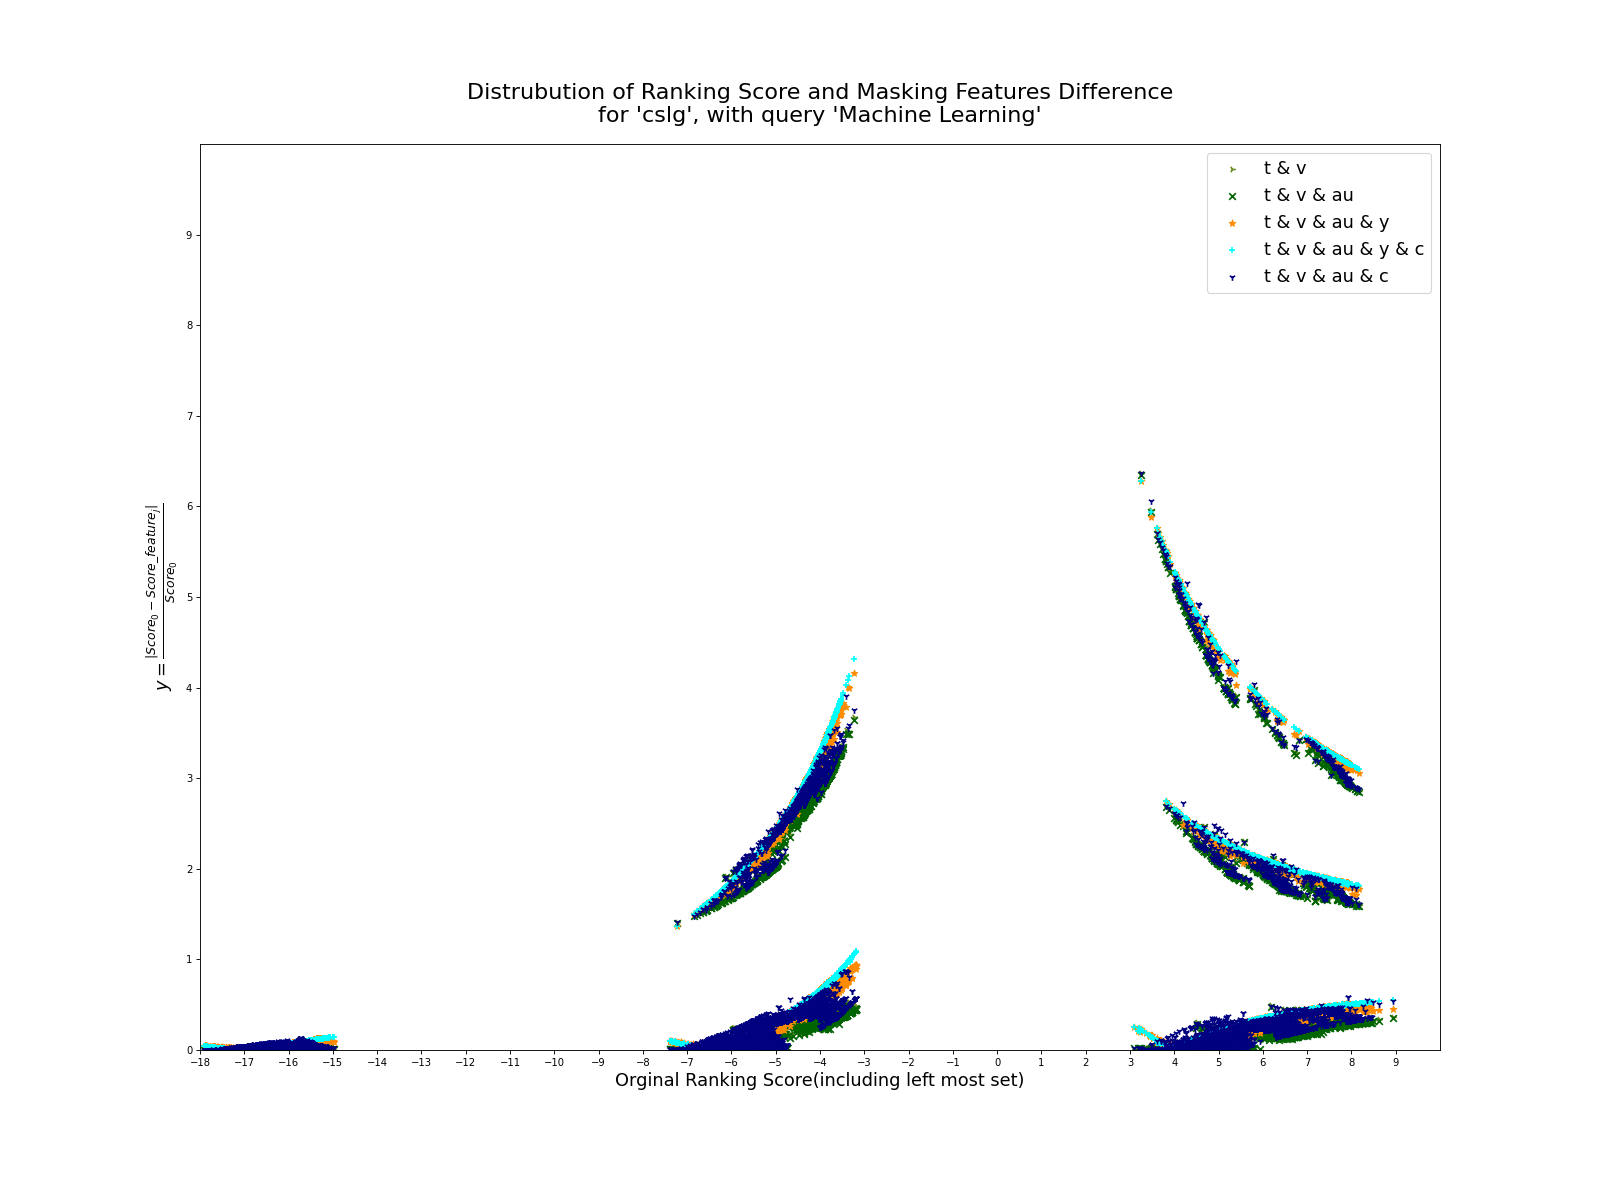 Distrubution of Ranking Score and Masking Features Difference
for 'cslg', with query 'Machine Learning'
t & v
t & v & au
t & v & au & y
t & v & au & y & c
t & v & au & c
9
8
7
6
5
4
3
2
1
0
y = |Score₀ − Score_featureⱼ| / Score₀
−18 −17 −16 −15 −14 −13 −12 −11 −10 −9 −8 −7 −6 −5 −4 −3 −2 −1 0 1 2 3 4 5 6 7 8 9
Orginal Ranking Score(including left most set)